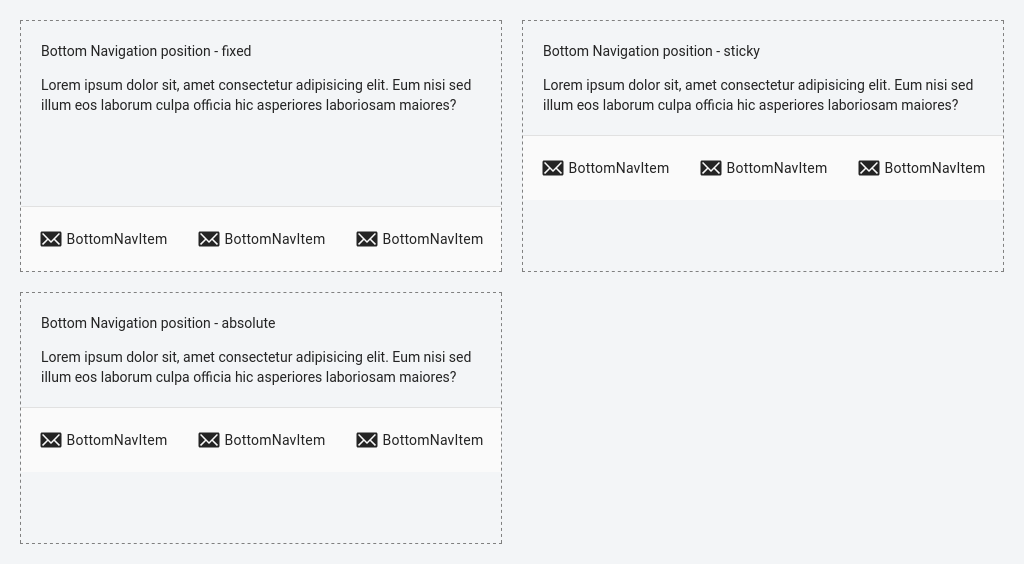 Bottom Navigation position - fixed
Lorem ipsum dolor sit, amet consectetur adipisicing elit. Eum nisi sed
illum eos laborum culpa officia hic asperiores laboriosam maiores?
BottomNavItem BottomNavItem BottomNavItem
Bottom Navigation position - sticky
Lorem ipsum dolor sit, amet consectetur adipisicing elit. Eum nisi sed
illum eos laborum culpa officia hic asperiores laboriosam maiores?
BottomNavItem BottomNavItem BottomNavItem
Bottom Navigation position - absolute
Lorem ipsum dolor sit, amet consectetur adipisicing elit. Eum nisi sed
illum eos laborum culpa officia hic asperiores laboriosam maiores?
BottomNavItem BottomNavItem BottomNavItem